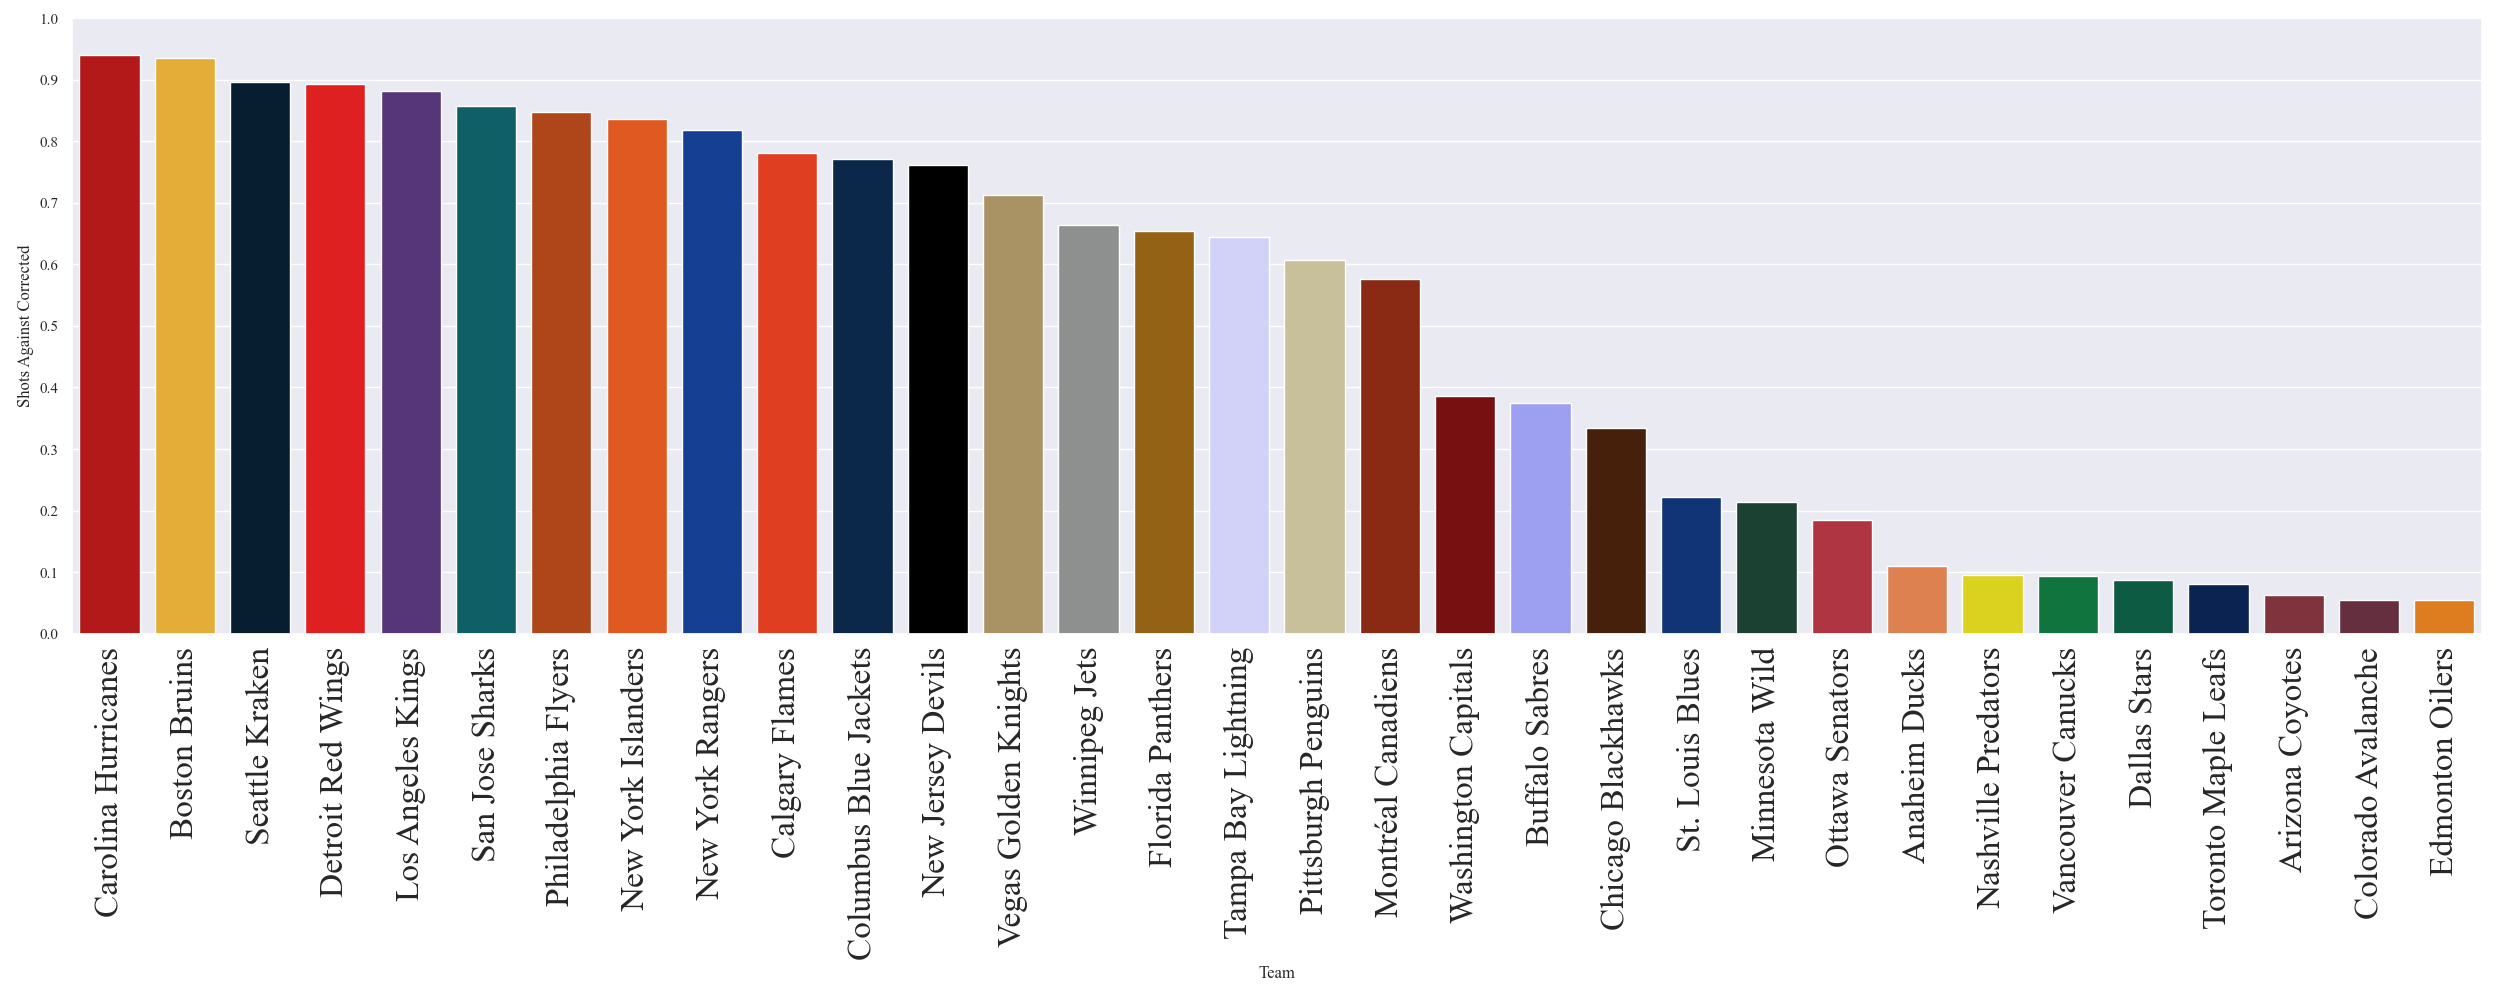 1.0
0.9
0.8
0.7
0.6
0.5
0.4
0.3
0.2
0.1
0.0
Shots Against Corrected
Carolina Hurricanes
Boston Bruins
Seattle Kraken
Detroit Red Wings
Los Angeles Kings
San Jose Sharks
Philadelphia Flyers
New York Islanders
New York Rangers
Calgary Flames
Columbus Blue Jackets
New Jersey Devils
Vegas Golden Knights
Winnipeg Jets
Florida Panthers
Tampa Bay Lightning
Pittsburgh Penguins
Montréal Canadiens
Washington Capitals
Buffalo Sabres
Chicago Blackhawks
St. Louis Blues
Minnesota Wild
Ottawa Senators
Anaheim Ducks
Nashville Predators
Vancouver Canucks
Dallas Stars
Toronto Maple Leafs
Arizona Coyotes
Colorado Avalanche
Edmonton Oilers
Team